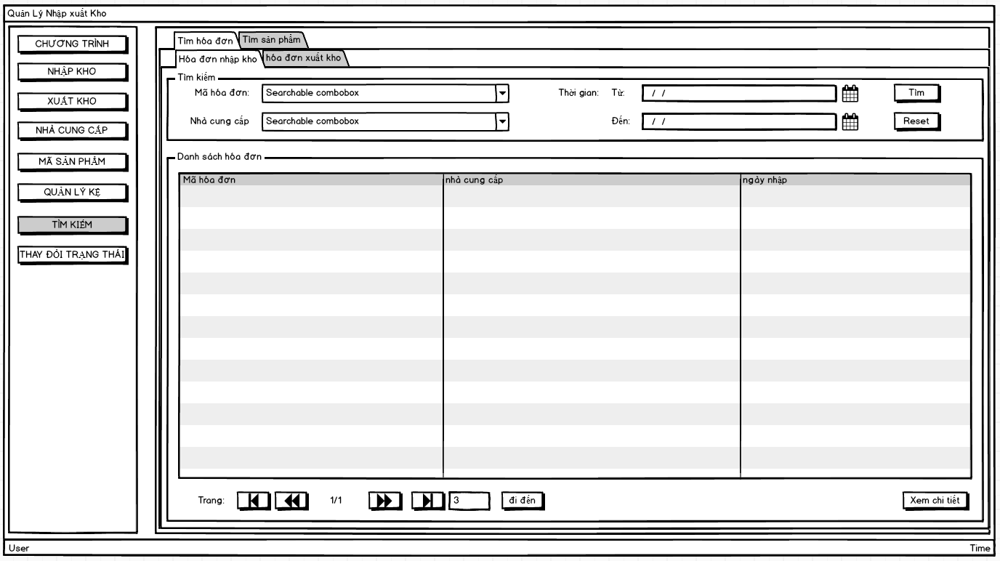 Quản Lý Nhập xuất Kho
CHƯƠNG TRÌNH
NHẬP KHO
XUẤT KHO
NHÀ CUNG CẤP
MÃ SẢN PHẨM
QUẢN LÝ KỆ
TÌM KIẾM
THAY ĐỔI TRẠNG THÁI
Tìm hóa đơn Tìm sản phẩm
Hóa đơn nhập kho hóa đơn xuất kho
Tìm kiếm
Mã hóa đơn: Searchable combobox Thời gian: Từ: / / Tìm
Nhà cung cấp Searchable combobox Đến: / / Reset
Danh sách hóa đơn
Mã hóa đơn nhà cung cấp ngày nhập
Trang: 1/1 3 đi đến Xem chi tiết
User Time